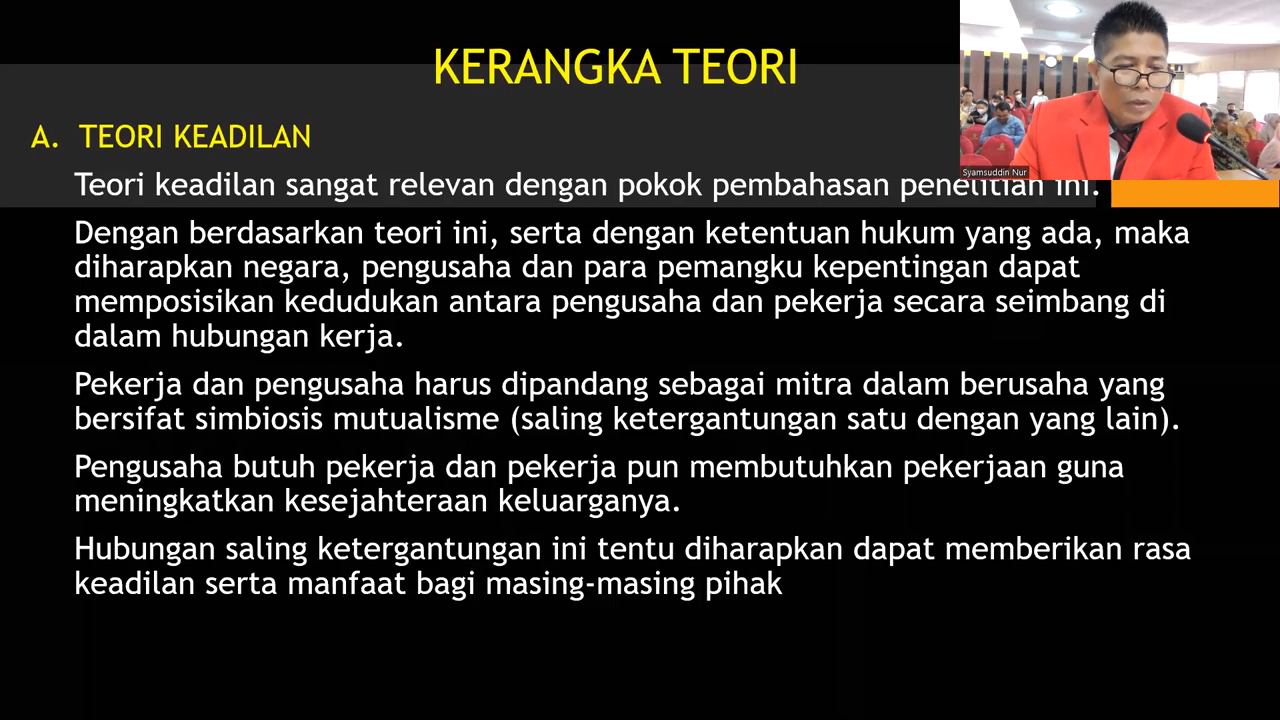 KERANGKA TEORI
Syamsuddin Nur
A. TEORI KEADILAN
Teori keadilan sangat relevan dengan pokok pembahasan penelitian ini.
Dengan berdasarkan teori ini, serta dengan ketentuan hukum yang ada, maka
diharapkan negara, pengusaha dan para pemangku kepentingan dapat
memposisikan kedudukan antara pengusaha dan pekerja secara seimbang di
dalam hubungan kerja.
Pekerja dan pengusaha harus dipandang sebagai mitra dalam berusaha yang
bersifat simbiosis mutualisme (saling ketergantungan satu dengan yang lain).
Pengusaha butuh pekerja dan pekerja pun membutuhkan pekerjaan guna
meningkatkan kesejahteraan keluarganya.
Hubungan saling ketergantungan ini tentu diharapkan dapat memberikan rasa
keadilan serta manfaat bagi masing-masing pihak